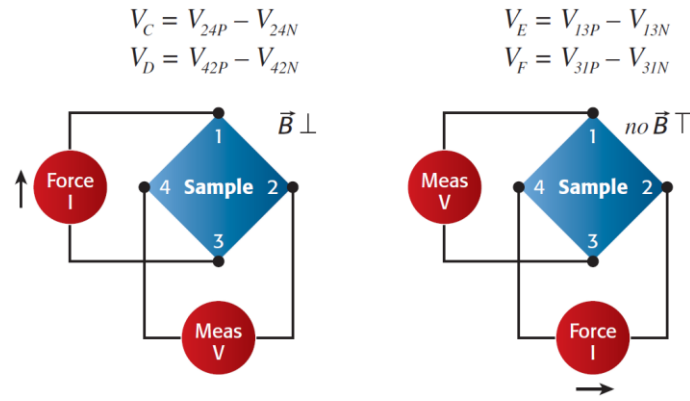 V_C = V_24P – V_24N
V_D = V_42P – V_42N
V_E = V_13P – V_13N
V_F = V_31P – V_31N
B⃗ ⊥
1
Force
I
4 Sample 2
3
Meas
V
no B⃗ ⊤
1
Meas
V
4 Sample 2
3
Force
I